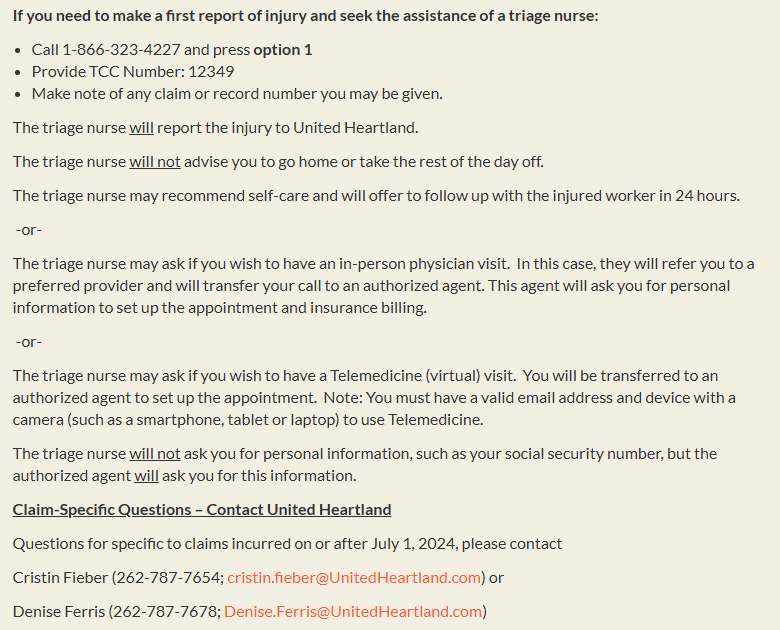 If you need to make a first report of injury and seek the assistance of a triage nurse:
• Call 1-866-323-4227 and press option 1
• Provide TCC Number: 12349
• Make note of any claim or record number you may be given.
The triage nurse will report the injury to United Heartland.
The triage nurse will not advise you to go home or take the rest of the day off.
The triage nurse may recommend self-care and will offer to follow up with the injured worker in 24 hours.
-or-
The triage nurse may ask if you wish to have an in-person physician visit.  In this case, they will refer you to a
preferred provider and will transfer your call to an authorized agent. This agent will ask you for personal
information to set up the appointment and insurance billing.
-or-
The triage nurse may ask if you wish to have a Telemedicine (virtual) visit.  You will be transferred to an
authorized agent to set up the appointment.  Note: You must have a valid email address and device with a
camera (such as a smartphone, tablet or laptop) to use Telemedicine.
The triage nurse will not ask you for personal information, such as your social security number, but the
authorized agent will ask you for this information.
Claim-Specific Questions – Contact United Heartland
Questions for specific to claims incurred on or after July 1, 2024, please contact
Cristin Fieber (262-787-7654; cristin.fieber@UnitedHeartland.com) or
Denise Ferris (262-787-7678; Denise.Ferris@UnitedHeartland.com)